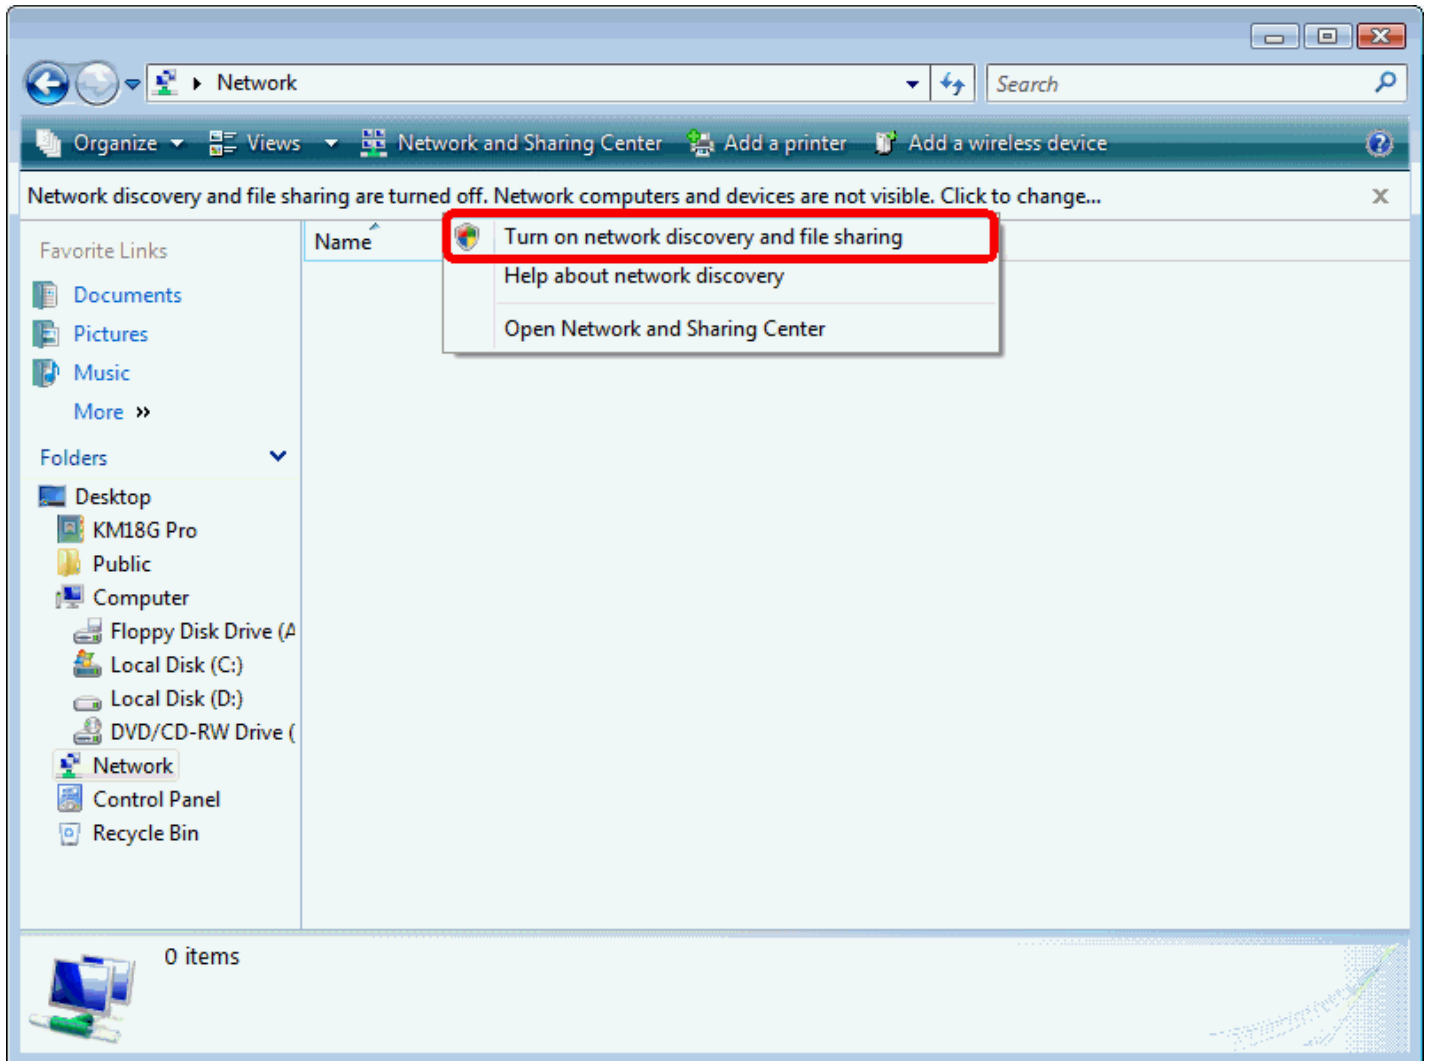 Network
Search
Organize Views Network and Sharing Center Add a printer Add a wireless device
Network discovery and file sharing are turned off. Network computers and devices are not visible. Click to change...
Turn on network discovery and file sharing
Help about network discovery
Open Network and Sharing Center
Name
Favorite Links
Documents
Pictures
Music
More »
Folders
Desktop
KM18G Pro
Public
Computer
Floppy Disk Drive (A
Local Disk (C:)
Local Disk (D:)
DVD/CD-RW Drive (
Network
Control Panel
Recycle Bin
0 items